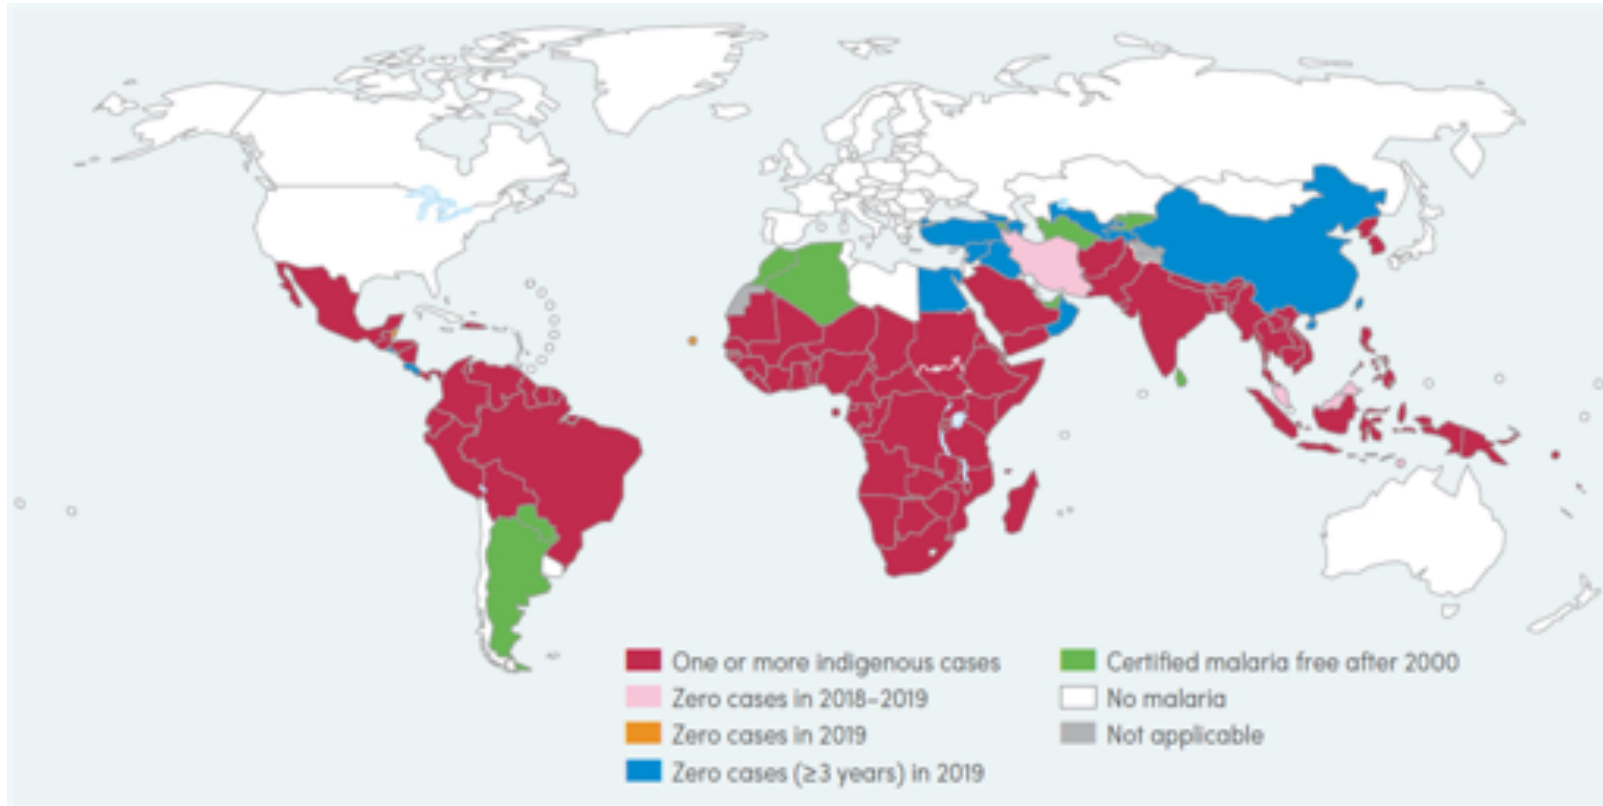 One or more indigenous cases
Zero cases in 2018–2019
Zero cases in 2019
Zero cases (≥3 years) in 2019
Certified malaria free after 2000
No malaria
Not applicable